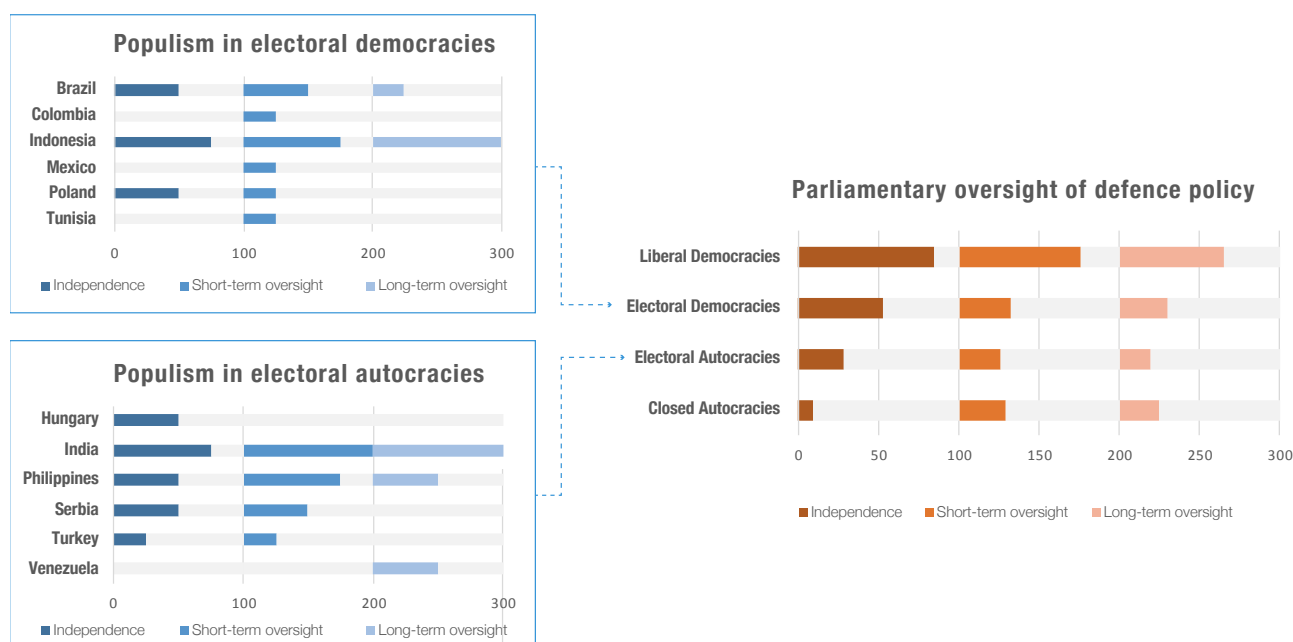 Populism in electoral democracies
Brazil
Colombia
Indonesia
Mexico
Poland
Tunisia
0 100 200 300
Independence Short-term oversight Long-term oversight
Populism in electoral autocracies
Hungary
India
Philippines
Serbia
Turkey
Venezuela
0 100 200 300
Independence Short-term oversight Long-term oversight
Parliamentary oversight of defence policy
Liberal Democracies
Electoral Democracies
Electoral Autocracies
Closed Autocracies
0 50 100 150 200 250 300
Independence Short-term oversight Long-term oversight